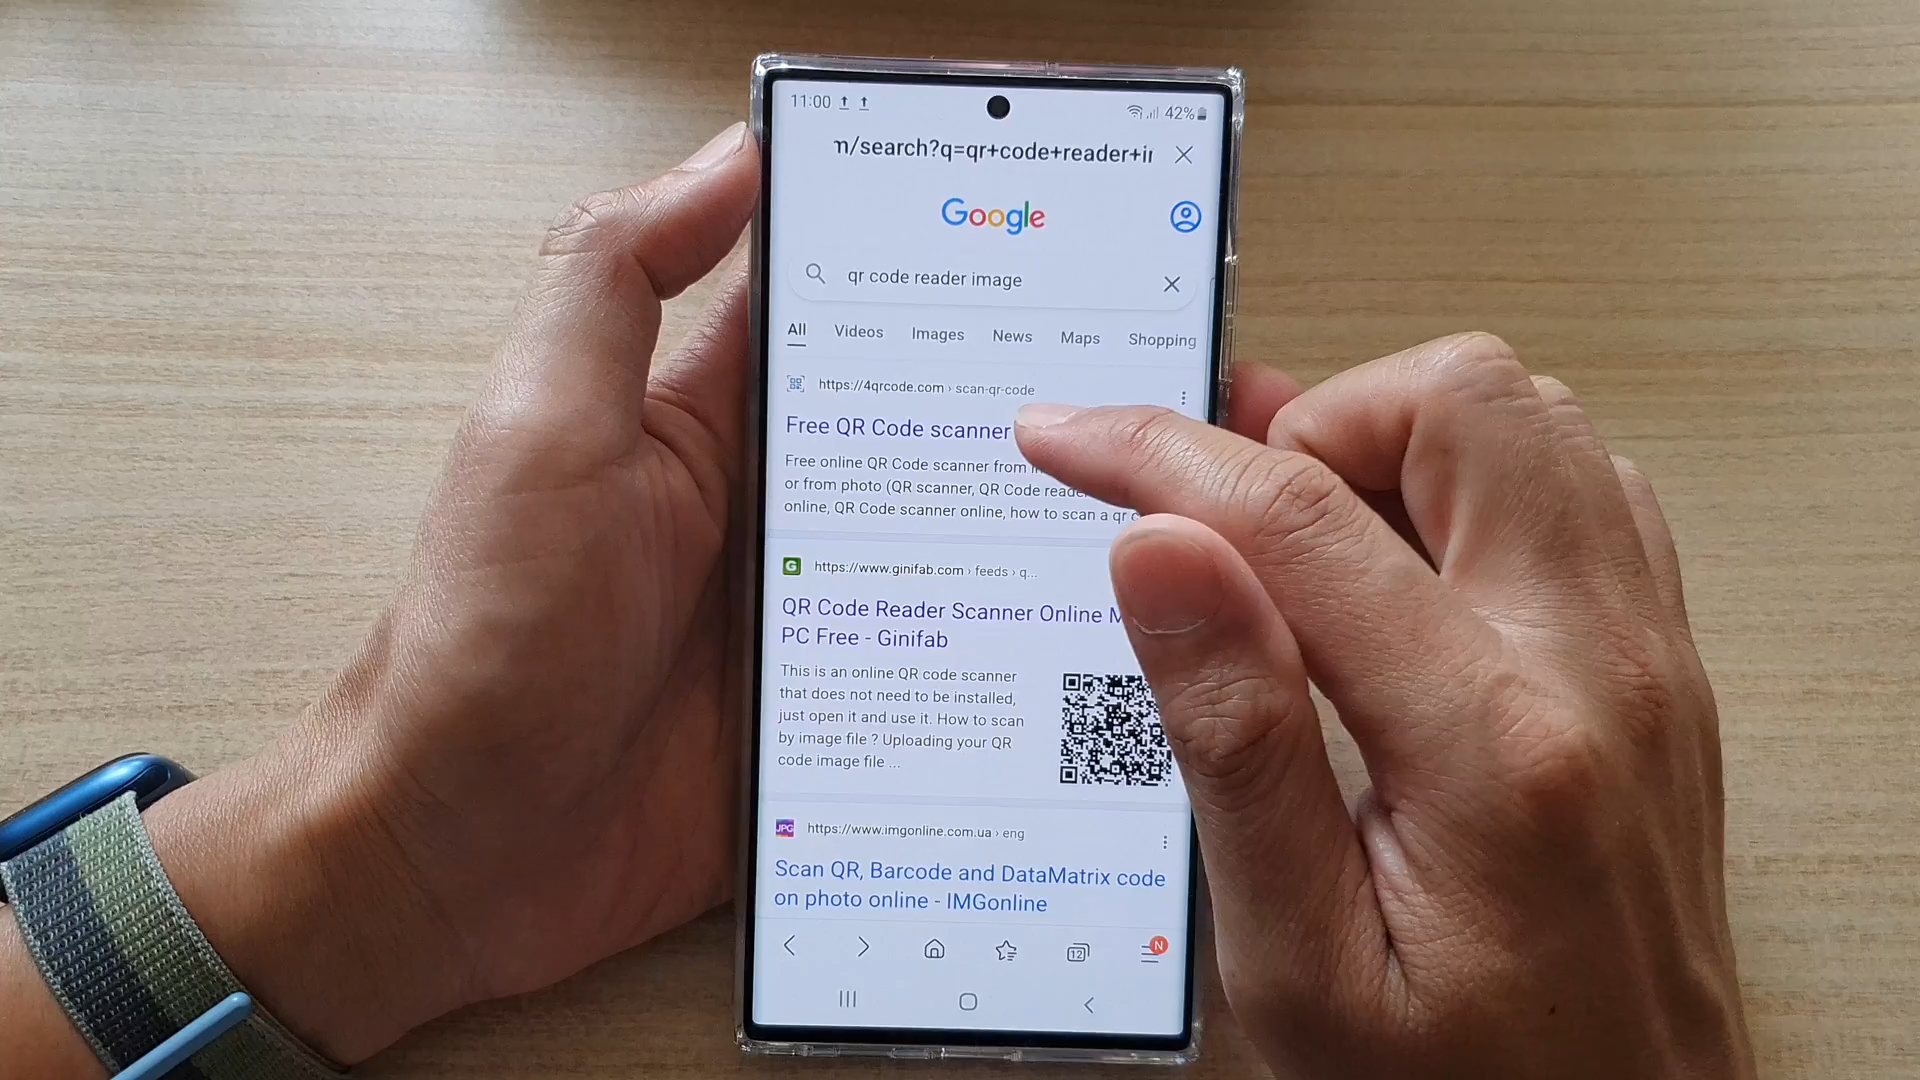 11:00
42%
n/search?q=qr+code+reader+i
Google
qr code reader image
All Videos Images News Maps Shopping
https://4qrcode.com › scan-qr-code
Free QR Code scanner
Free online QR Code scanner from
or from photo (QR scanner, QR Code
online, QR Code scanner online, how to scan a qr
G
https://www.ginifab.com › feeds › q...
QR Code Reader Scanner Online
PC Free - Ginifab
This is an online QR code scanner
that does not need to be installed,
just open it and use it. How to scan
by image file ? Uploading your QR
code image file ...
JPG
https://www.imgonline.com.ua › eng
Scan QR, Barcode and DataMatrix code
on photo online - IMGonline
12
N